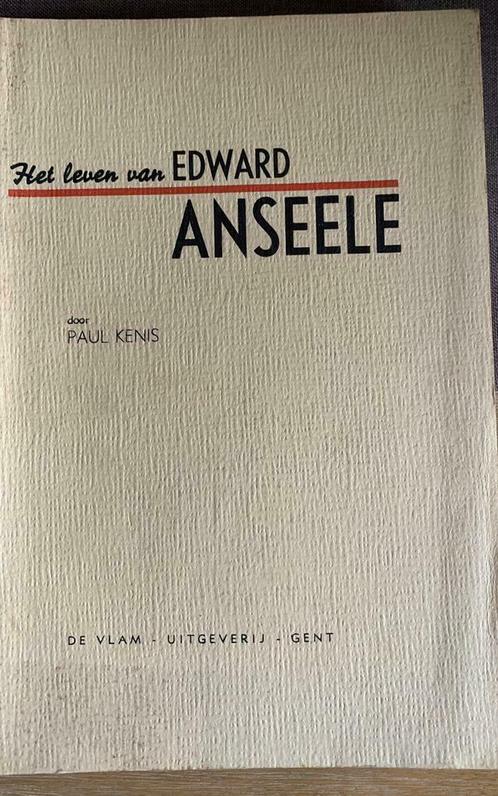 Het leven van EDWARD
ANSEELE
door
PAUL KENIS
DE VLAM - UITGEVERIJ - GENT